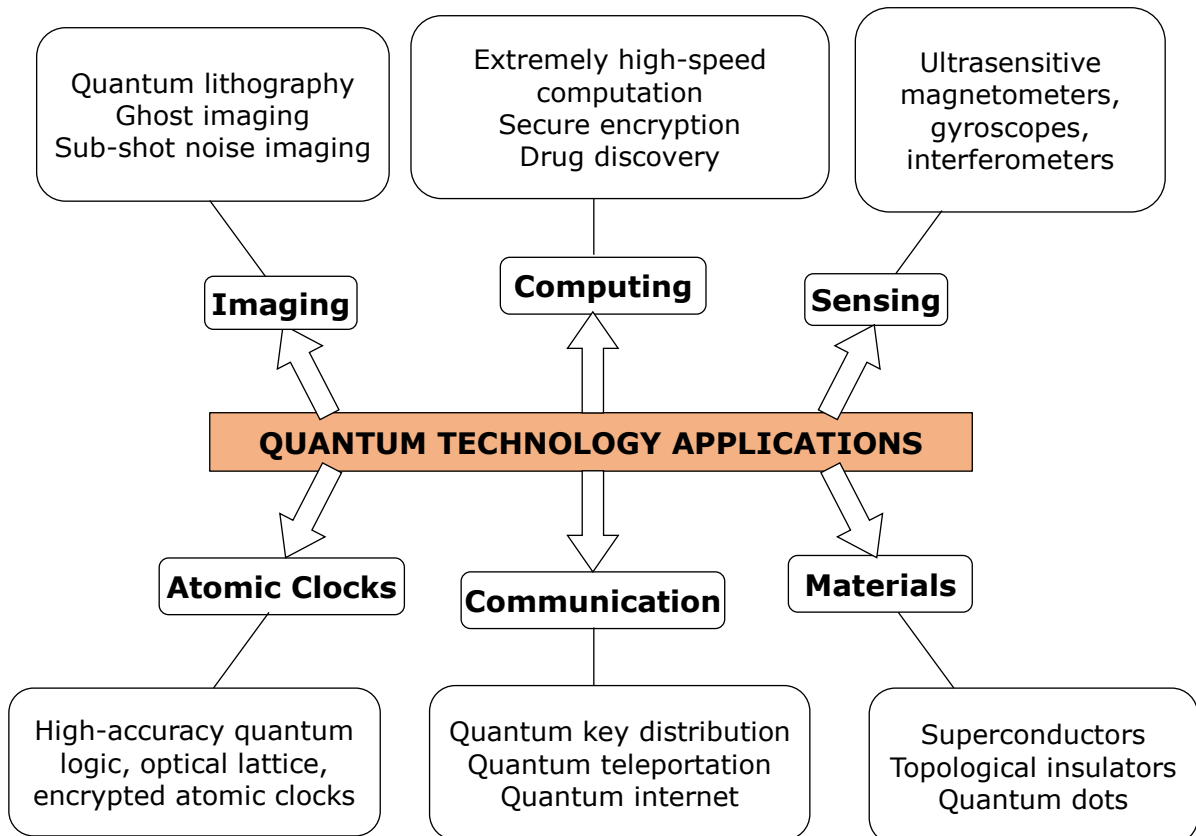 Quantum lithography
Ghost imaging
Sub-shot noise imaging
Extremely high-speed
computation
Secure encryption
Drug discovery
Ultrasensitive
magnetometers,
gyroscopes,
interferometers
Imaging
Computing
Sensing
QUANTUM TECHNOLOGY APPLICATIONS
Atomic Clocks
Communication
Materials
High-accuracy quantum
logic, optical lattice,
encrypted atomic clocks
Quantum key distribution
Quantum teleportation
Quantum internet
Superconductors
Topological insulators
Quantum dots